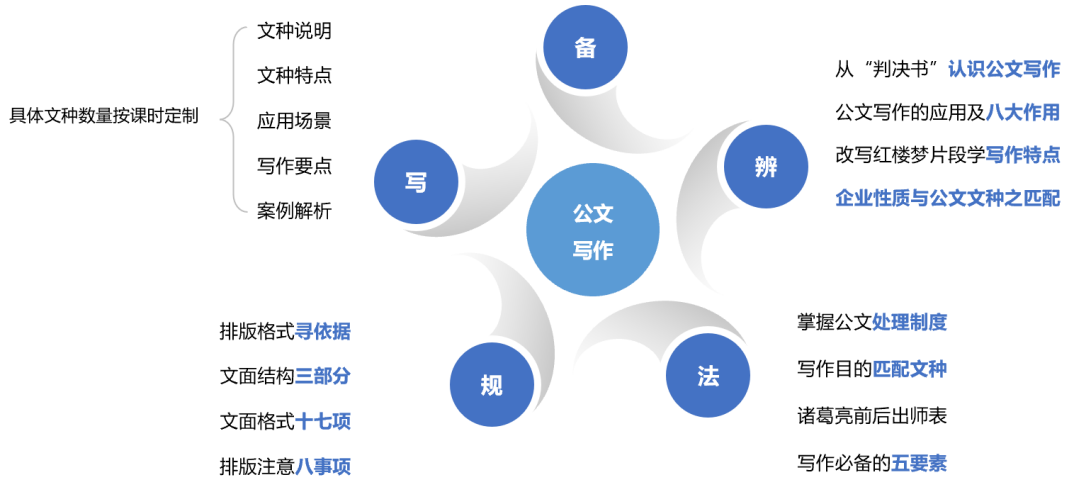 备
辨
从“判决书”认识公文写作
公文写作的应用及八大作用
改写红楼梦片段学写作特点
企业性质与公文文种之匹配
法
掌握公文处理制度
写作目的匹配文种
诸葛亮前后出师表
写作必备的五要素
规
排版格式寻依据
文面结构三部分
文面格式十七项
排版注意八事项
写
具体文种数量按课时定制
文种说明
文种特点
应用场景
写作要点
案例解析
公文
写作